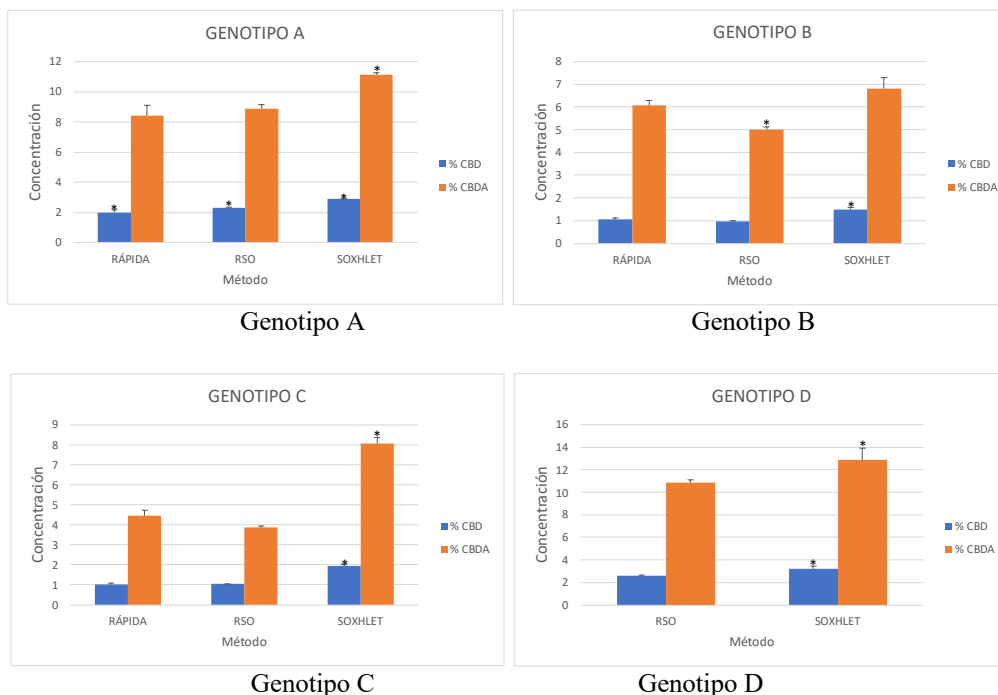 GENOTIPO A
12
10
8
6
4
2
0
Concentración
* * * *
RÁPIDA RSO SOXHLET
Método
% CBD
% CBDA
Genotipo A
GENOTIPO B
8
7
6
5
4
3
2
1
0
Concentración
* *
RÁPIDA RSO SOXHLET
Método
% CBD
% CBDA
Genotipo B
GENOTIPO C
9
8
7
6
5
4
3
2
1
0
Concentración
* *
RÁPIDA RSO SOXHLET
Método
% CBD
% CBDA
Genotipo C
GENOTIPO D
16
14
12
10
8
6
4
2
0
Concentración
* *
RSO SOXHLET
Método
% CBD
% CBDA
Genotipo D